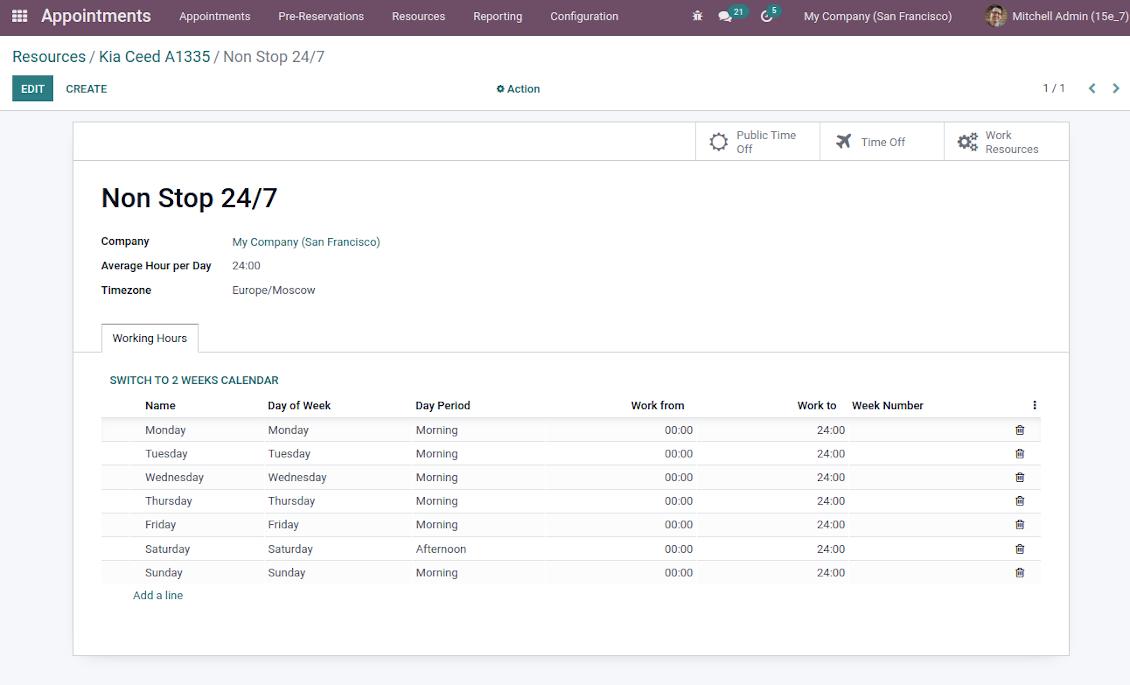 Appointments Appointments Pre-Reservations Resources Reporting Configuration 21 5 My Company (San Francisco) Mitchell Admin (15e_7)
Resources / Kia Ceed A1335 / Non Stop 24/7
EDIT CREATE Action 1 / 1
Public Time Off Time Off Work Resources
Non Stop 24/7
Company My Company (San Francisco)
Average Hour per Day 24:00
Timezone Europe/Moscow
Working Hours
SWITCH TO 2 WEEKS CALENDAR
Name Day of Week Day Period Work from Work to Week Number
Monday Monday Morning 00:00 24:00
Tuesday Tuesday Morning 00:00 24:00
Wednesday Wednesday Morning 00:00 24:00
Thursday Thursday Morning 00:00 24:00
Friday Friday Morning 00:00 24:00
Saturday Saturday Afternoon 00:00 24:00
Sunday Sunday Morning 00:00 24:00
Add a line